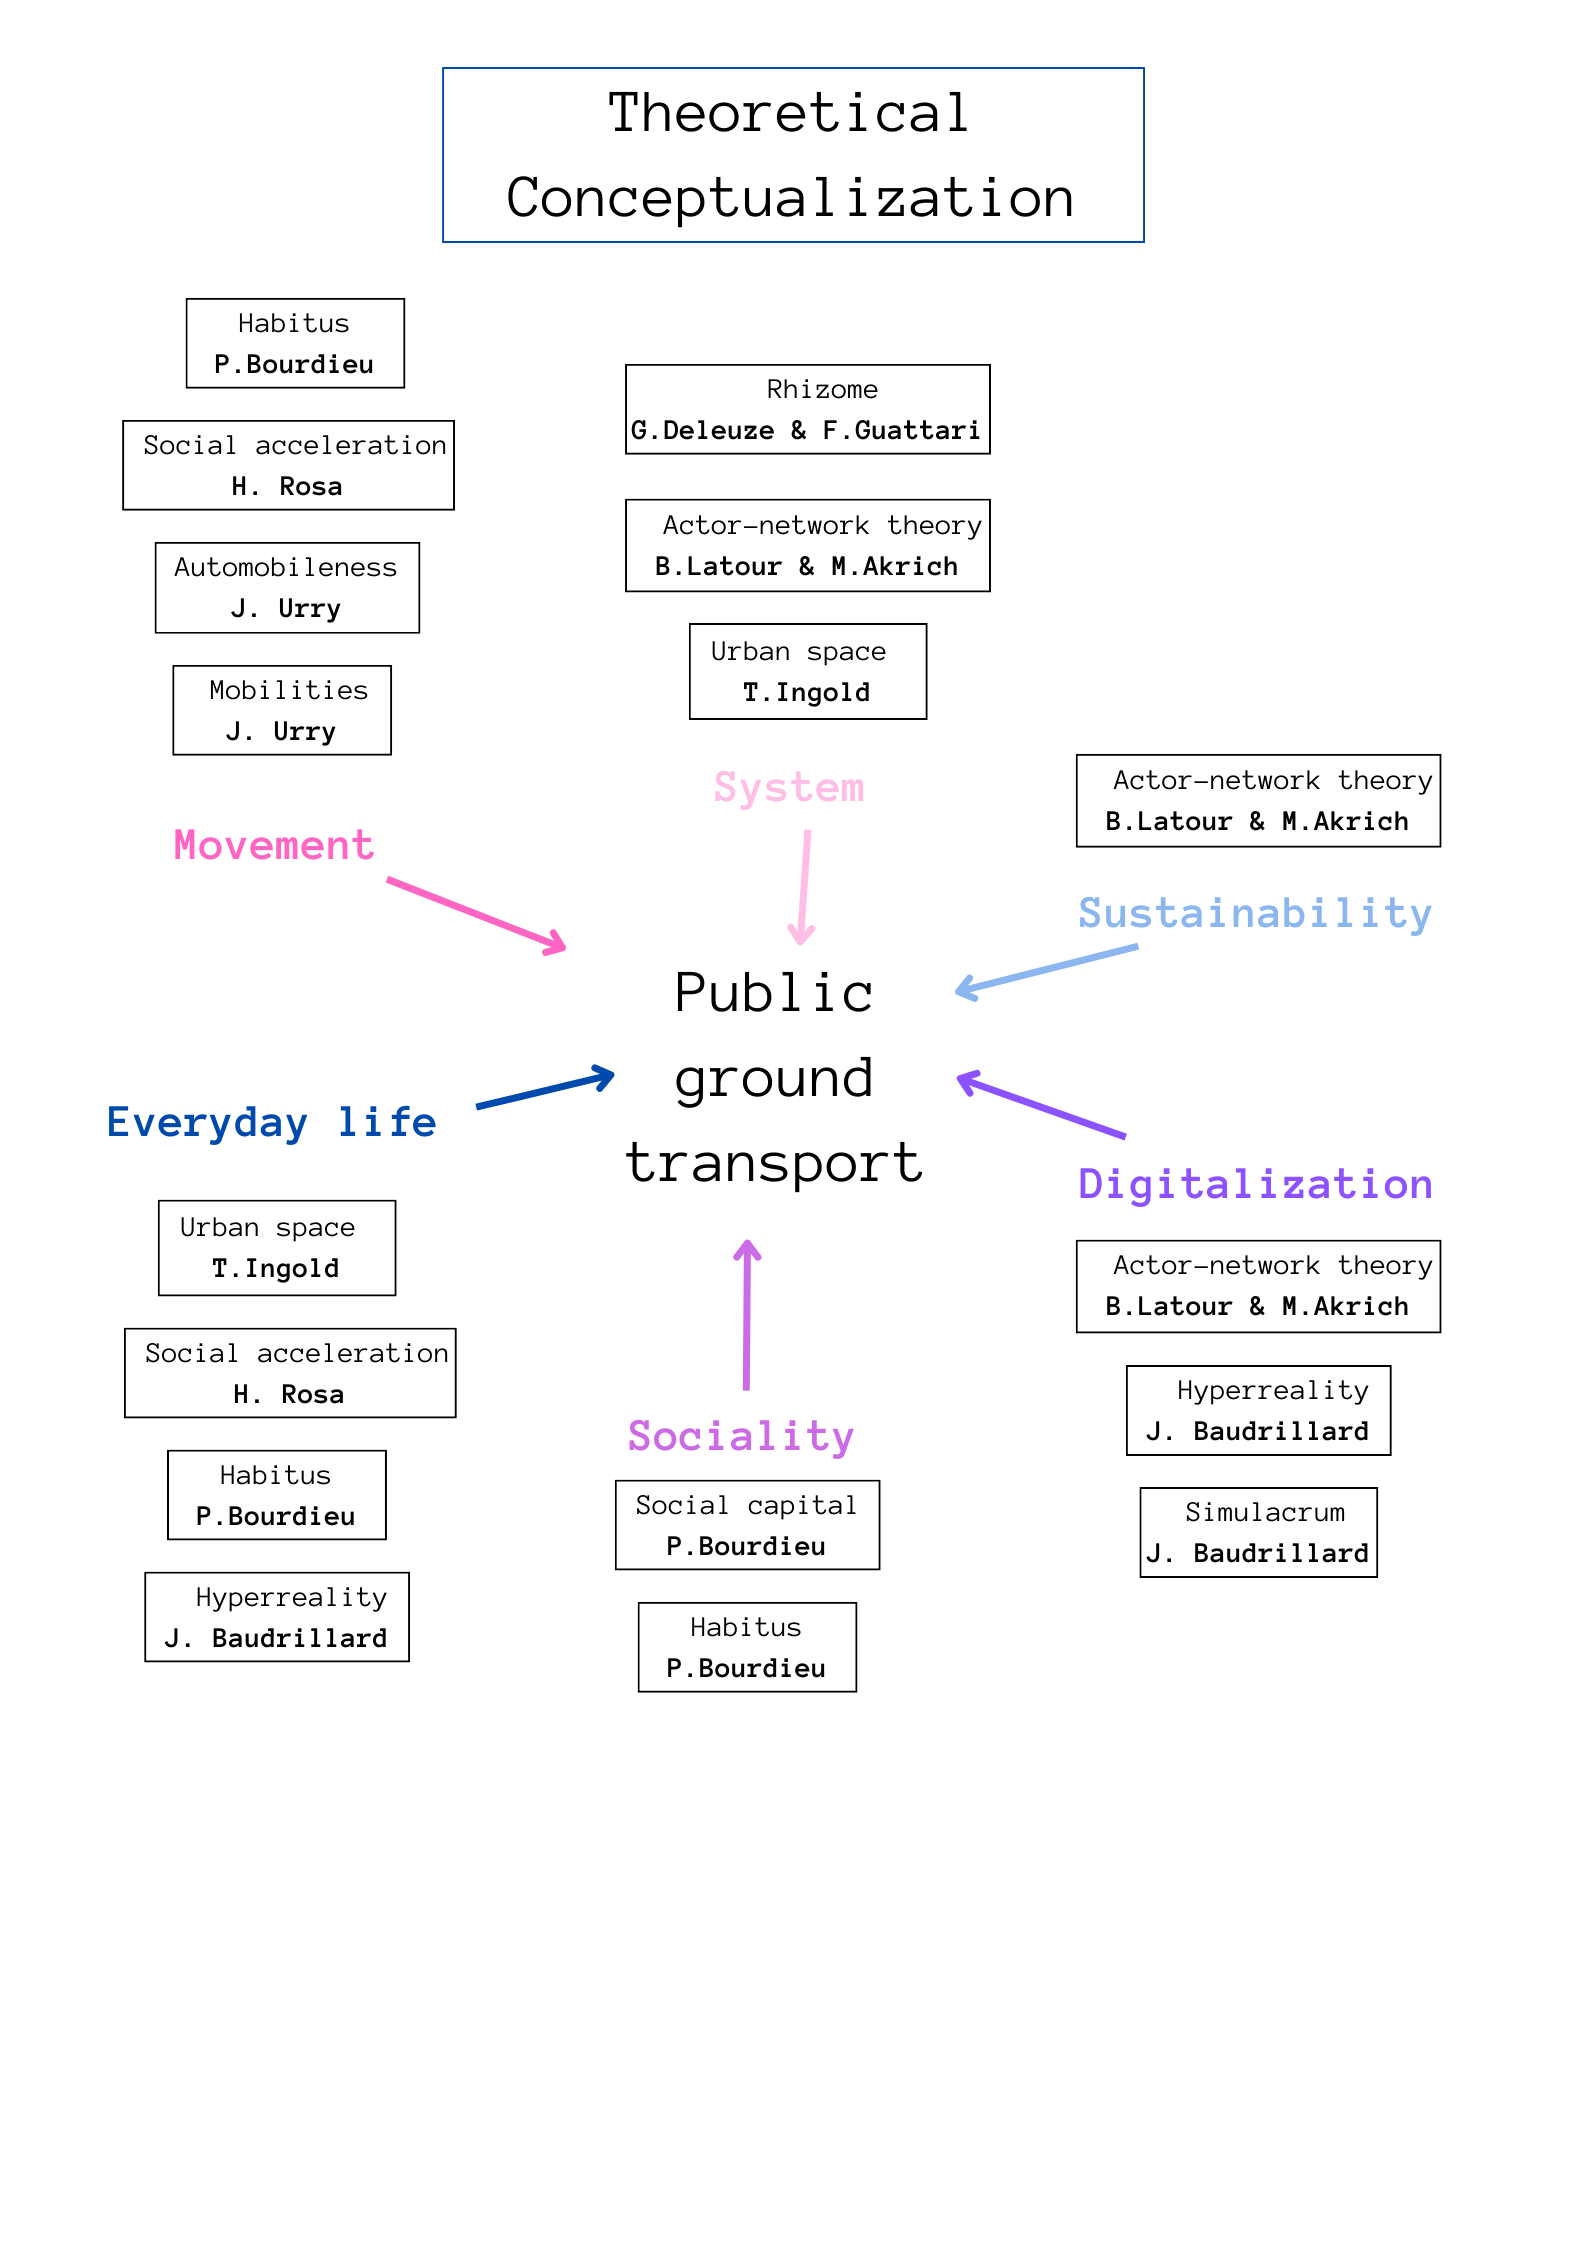 Theoretical
Conceptualization
Habitus
P.Bourdieu
Social acceleration
H. Rosa
Automobileness
J. Urry
Mobilities
J. Urry
Movement
Rhizome
G.Deleuze & F.Guattari
Actor-network theory
B.Latour & M.Akrich
Urban space
T.Ingold
System
Actor-network theory
B.Latour & M.Akrich
Sustainability
Public
ground
transport
Everyday life
Urban space
T.Ingold
Social acceleration
H. Rosa
Habitus
P.Bourdieu
Hyperreality
J. Baudrillard
Sociality
Social capital
P.Bourdieu
Habitus
P.Bourdieu
Digitalization
Actor-network theory
B.Latour & M.Akrich
Hyperreality
J. Baudrillard
Simulacrum
J. Baudrillard